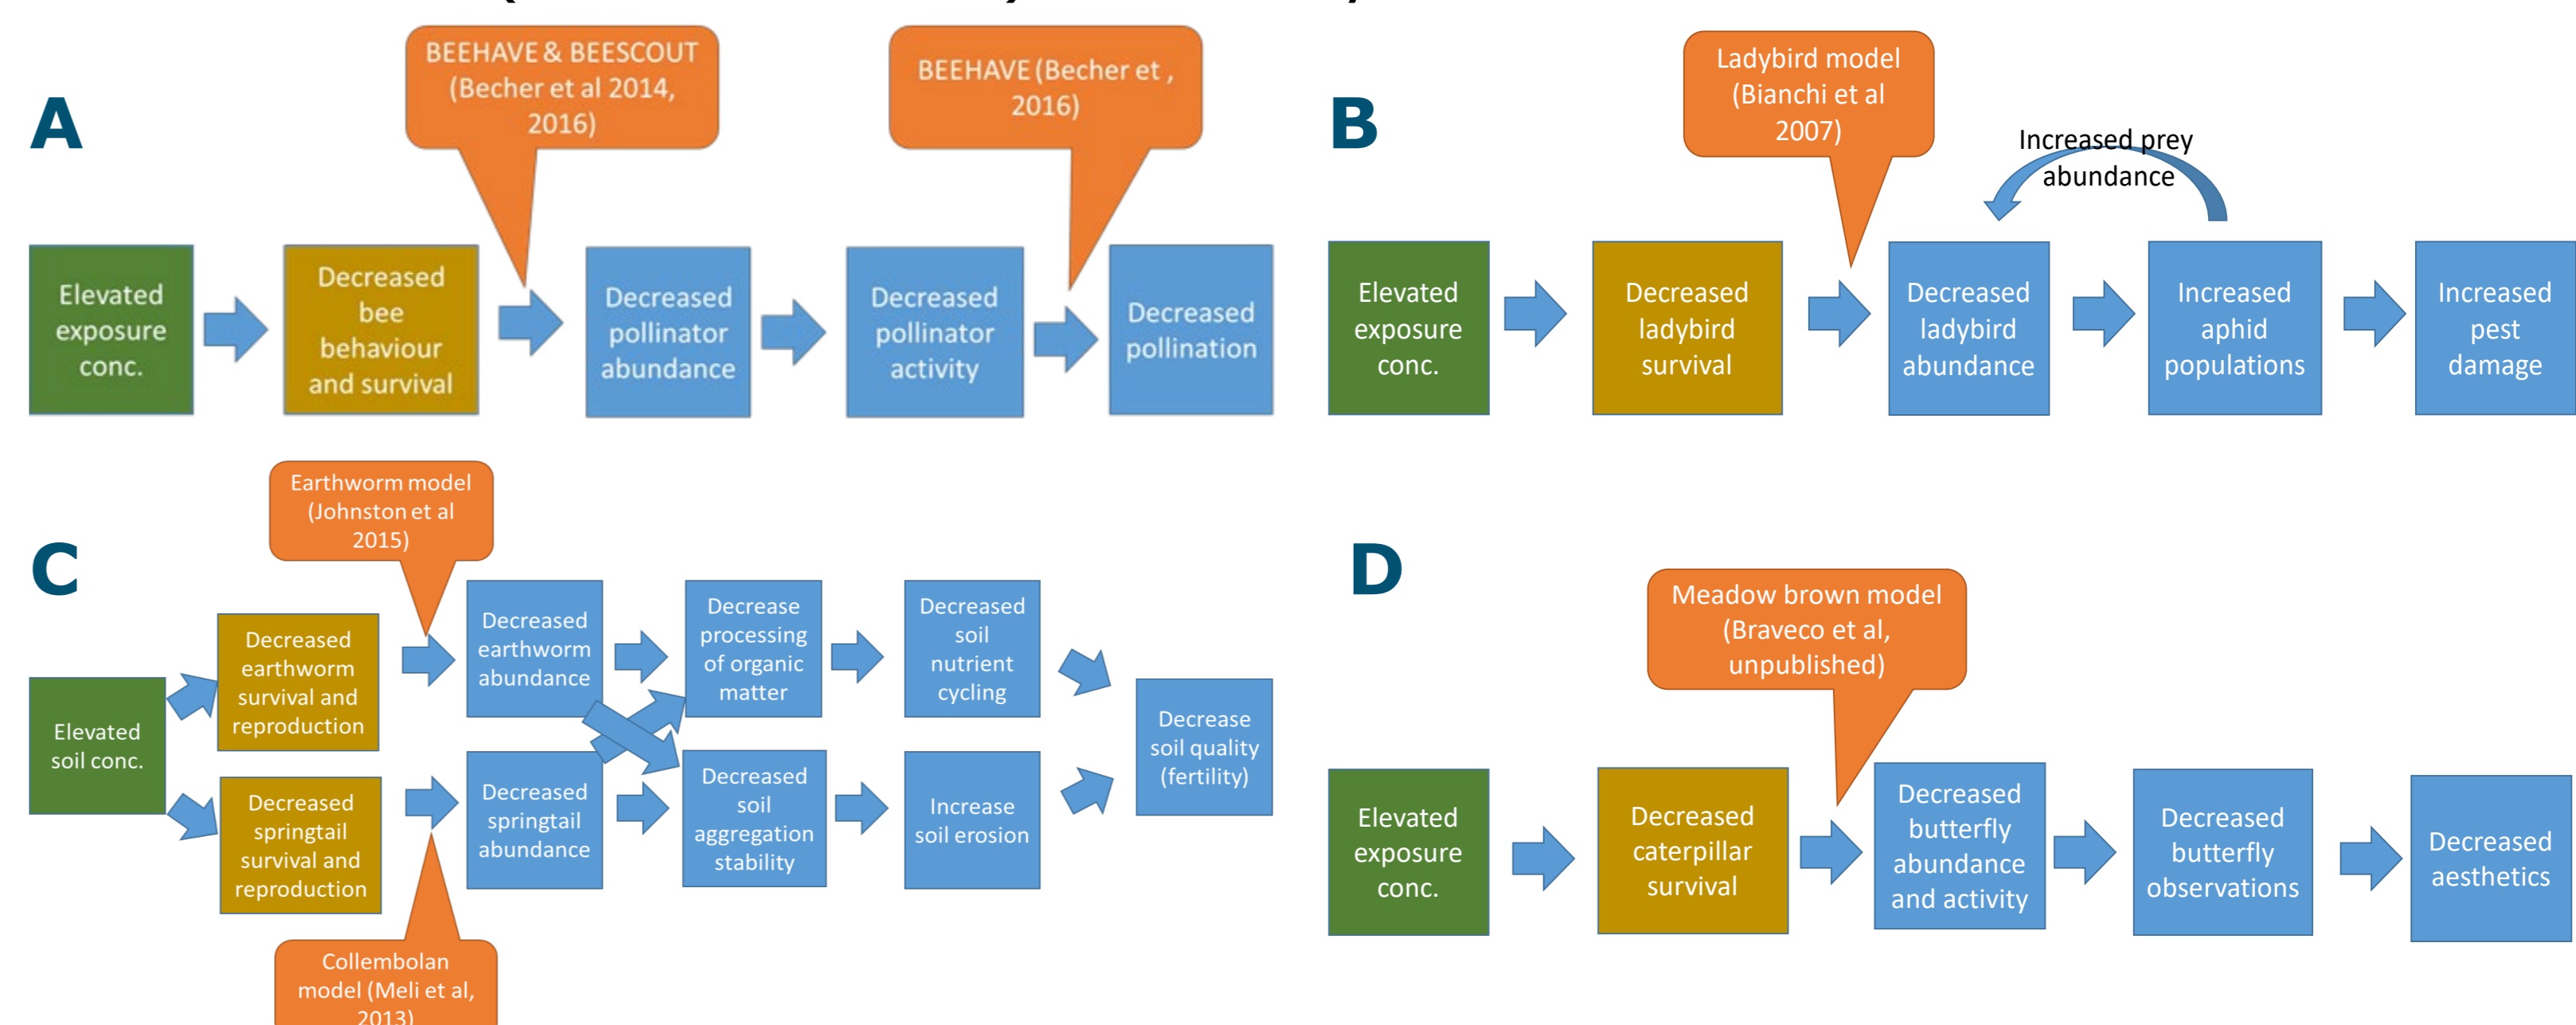 A
BEEHAVE & BEESCOUT
(Becher et al 2014,
2016)
BEEHAVE (Becher et ,
2016)
Elevated
exposure
conc.
Decreased
bee
behaviour
and survival
Decreased
pollinator
abundance
Decreased
pollinator
activity
Decreased
pollination
B
Ladybird model
(Bianchi et al
2007)
Increased prey
abundance
Elevated
exposure
conc.
Decreased
ladybird
survival
Decreased
ladybird
abundance
Increased
aphid
populations
Increased
pest
damage
C
Earthworm model
(Johnston et al
2015)
Elevated
soil conc.
Decreased
earthworm
survival and
reproduction
Decreased
earthworm
abundance
Decrease
processing
of organic
matter
Decreased
soil
nutrient
cycling
Decreased
springtail
survival and
reproduction
Decreased
springtail
abundance
Decreased
soil
aggregation
stability
Increase
soil erosion
Decrease
soil quality
(fertility)
Collembolan
model (Meli et al,
2013)
D
Meadow brown model
(Braveco et al,
unpublished)
Elevated
exposure
conc.
Decreased
caterpillar
survival
Decreased
butterfly
abundance
and activity
Decreased
butterfly
observations
Decreased
aesthetics